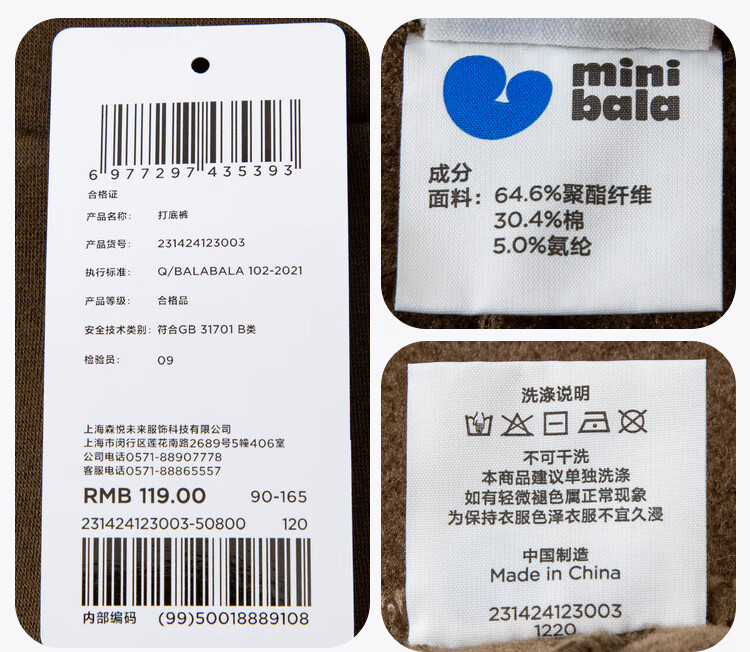 6 977297 435393
合格证
产品名称: 打底裤
产品货号: 231424123003
执行标准: Q/BALABALA 102-2021
产品等级: 合格品
安全技术类别: 符合GB 31701 B类
检验员: 09
上海森悦未来服饰科技有限公司
上海市闵行区莲花南路2689号5幢406室
公司电话0571-88907778
客服电话0571-88865557
RMB 119.00 90-165
231424123003-50800 120
内部编码 (99)50018889108
mini
bala
成分
面料: 64.6%聚酯纤维
30.4%棉
5.0%氨纶
洗涤说明
不可干洗
本商品建议单独洗涤
如有轻微褪色属正常现象
为保持衣服色泽衣服不宜久浸
中国制造
Made in China
231424123003
1220